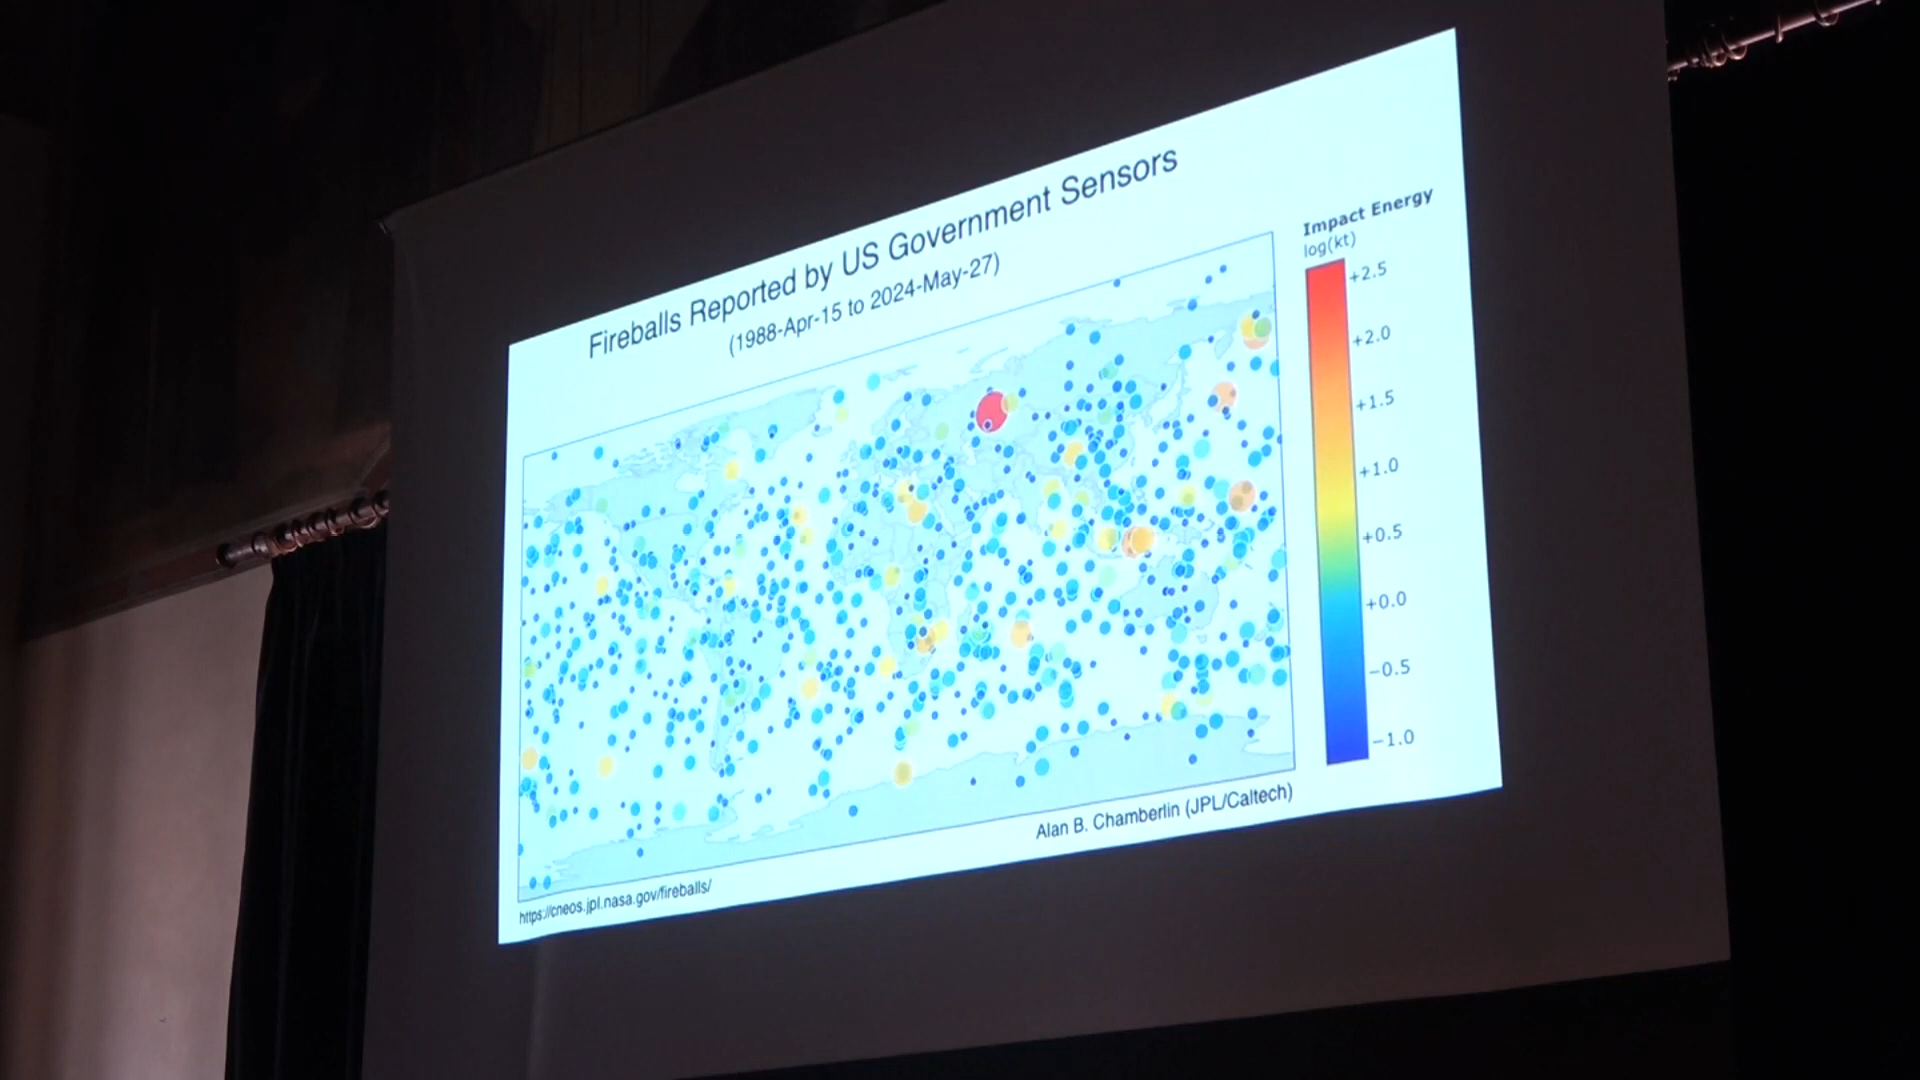 Fireballs Reported by US Government Sensors
(1988-Apr-15 to 2024-May-27)
Impact Energy
log(kt)
+2.5
+2.0
+1.5
+1.0
+0.5
+0.0
−0.5
−1.0
Alan B. Chamberlin (JPL/Caltech)
https://cneos.jpl.nasa.gov/fireballs/